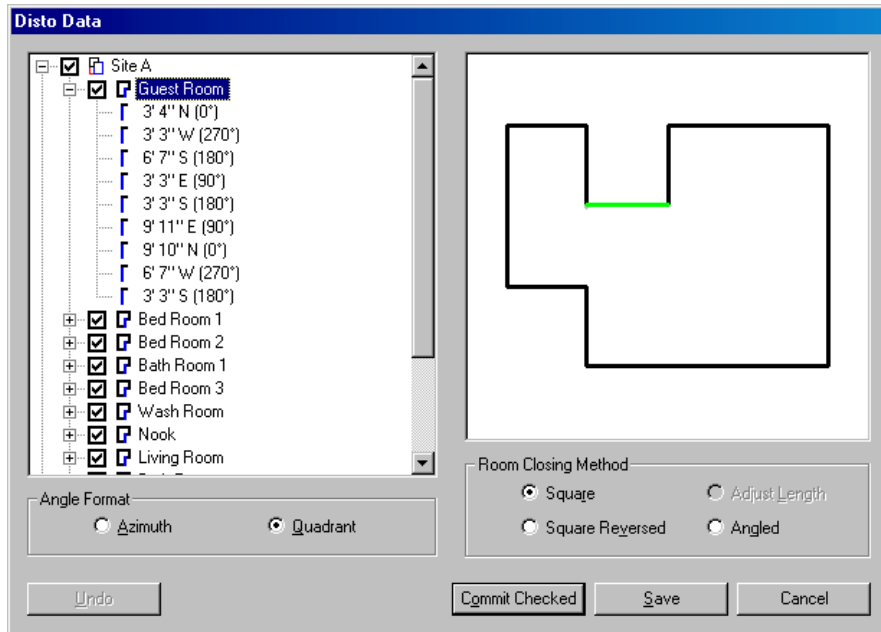 Disto Data
Site A
Guest Room
3' 4" N (0°)
3' 3" W (270°)
6' 7" S (180°)
3' 3" E (90°)
3' 3" S (180°)
9' 11" E (90°)
9' 10" N (0°)
6' 7" W (270°)
3' 3" S (180°)
Bed Room 1
Bed Room 2
Bath Room 1
Bed Room 3
Wash Room
Nook
Living Room
Angle Format
Azimuth
Quadrant
Room Closing Method
Square
Adjust Length
Square Reversed
Angled
Undo
Commit Checked
Save
Cancel